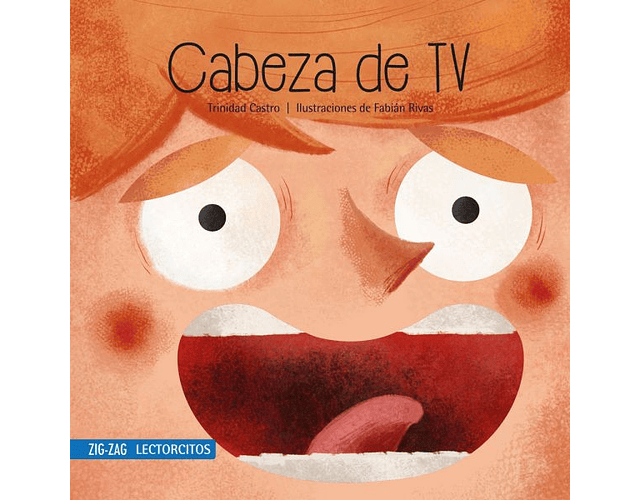 Cabeza de TV
Trinidad Castro | Ilustraciones de Fabián Rivas
ZIG-ZAG LECTORCITOS